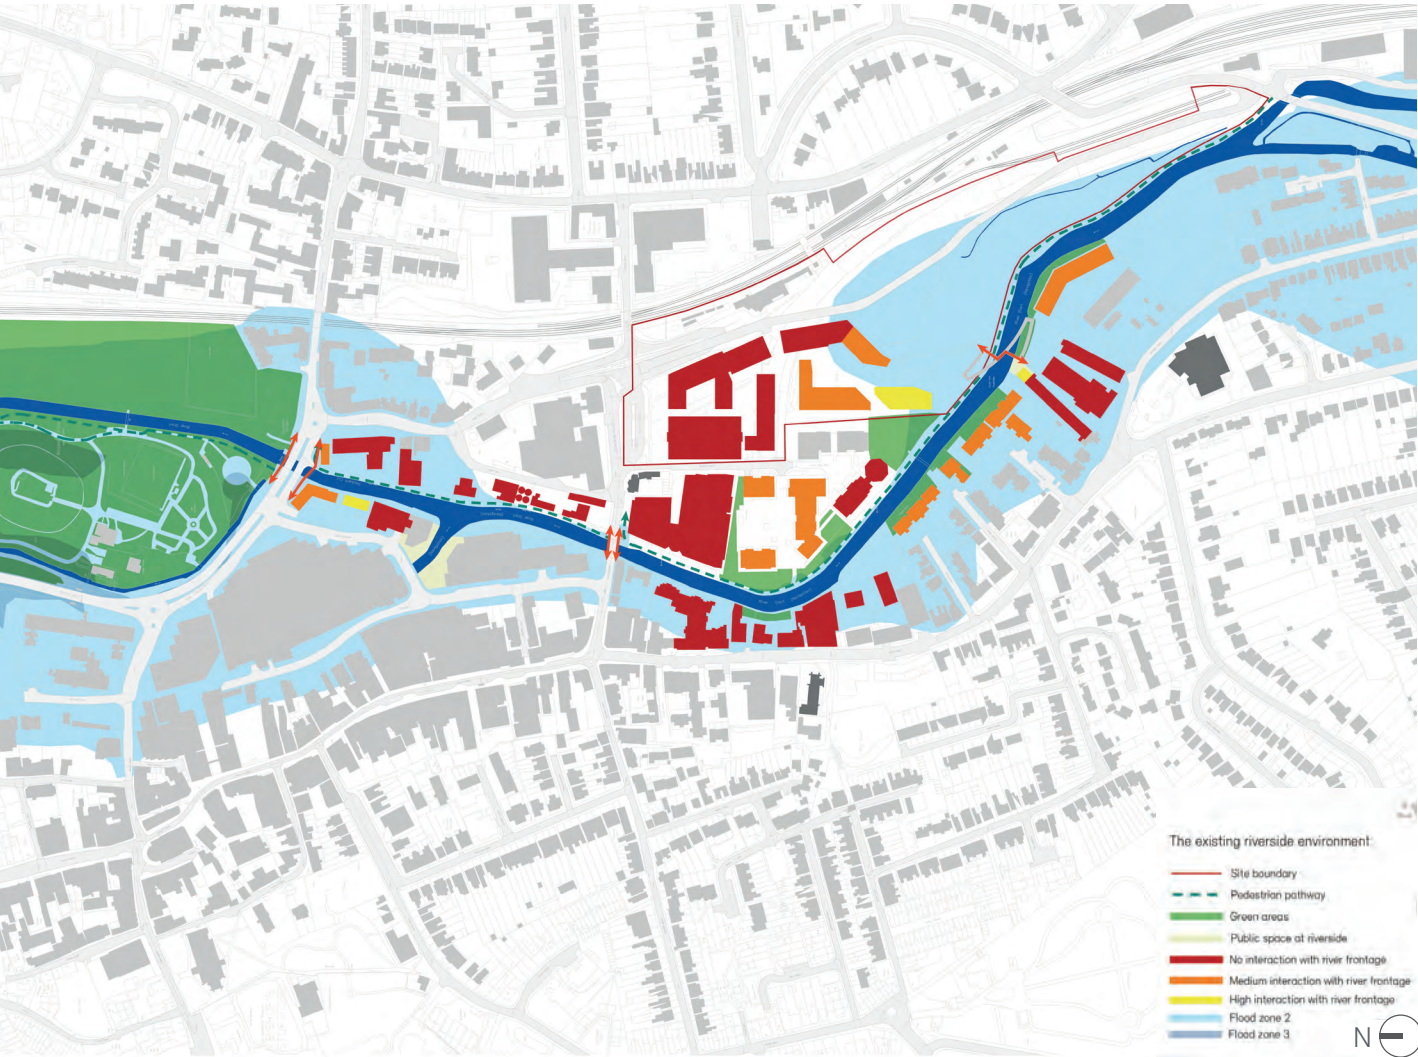 The existing riverside environment:
Site boundary
Pedestrian pathway
Green areas
Public space at riverside
No interaction with river frontage
Medium interaction with river frontage
High interaction with river frontage
Flood zone 2
Flood zone 3
N